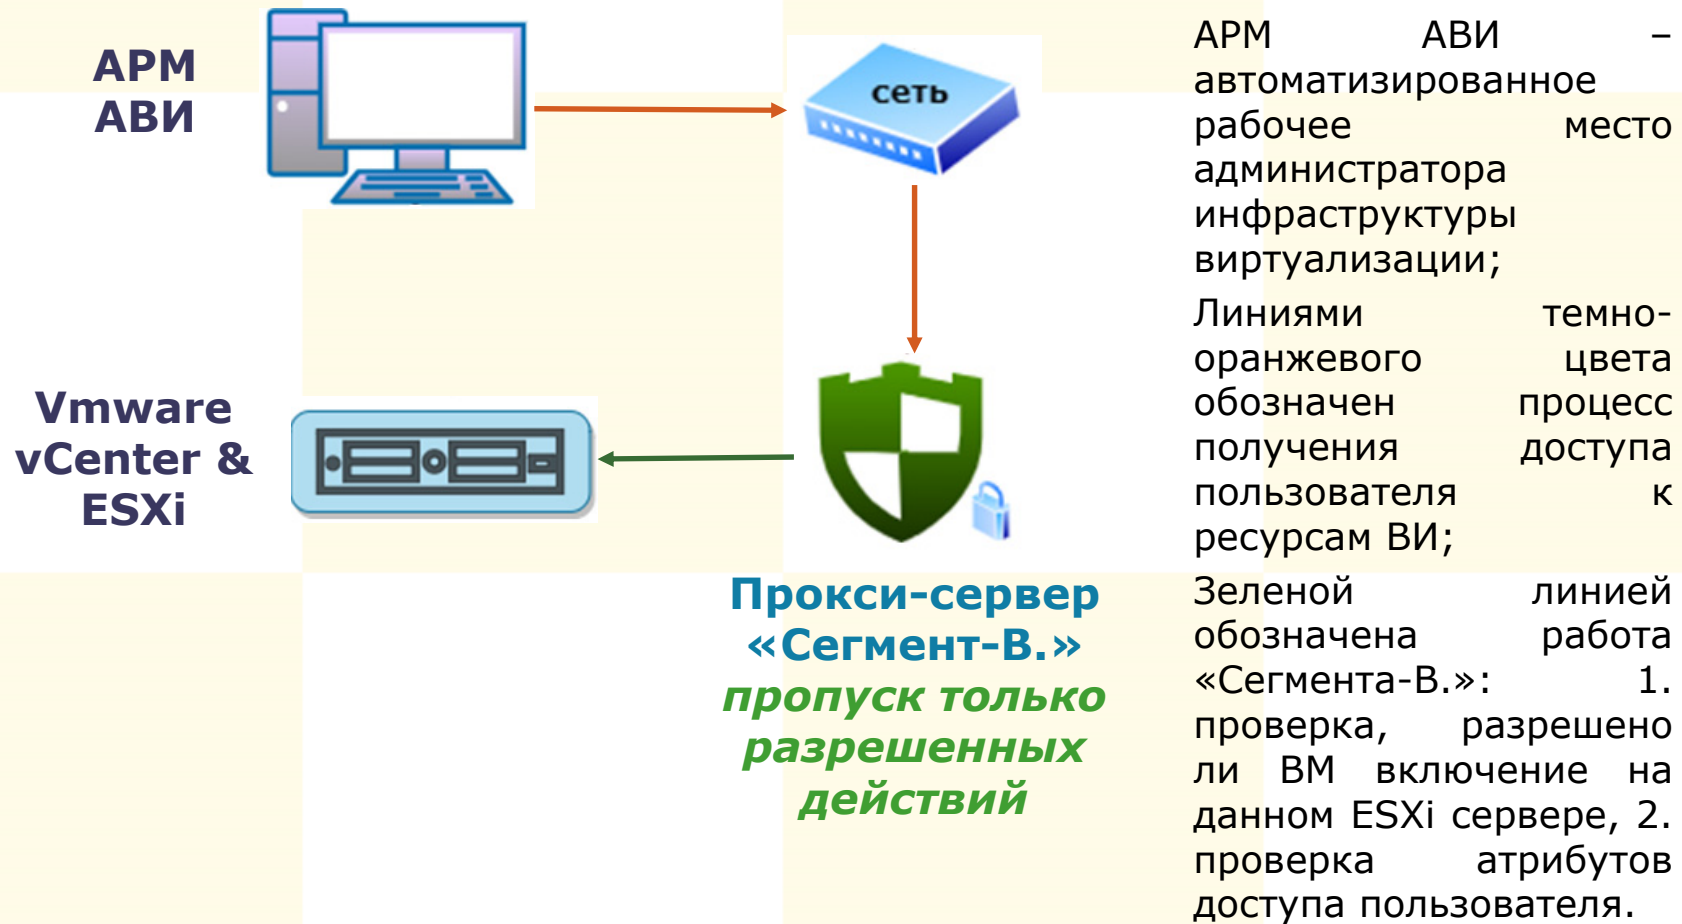 АРМ
АВИ
сеть
Vmware
vCenter &
ESXi
Прокси-сервер
«Сегмент-В.»
пропуск только
разрешенных
действий
АРМ АВИ –
автоматизированное
рабочее место
администратора
инфраструктуры
виртуализации;
Линиями темно-
оранжевого цвета
обозначен процесс
получения доступа
пользователя к
ресурсам ВИ;
Зеленой линией
обозначена работа
«Сегмента-В.»: 1.
проверка, разрешено
ли ВМ включение на
данном ESXi сервере, 2.
проверка атрибутов
доступа пользователя.